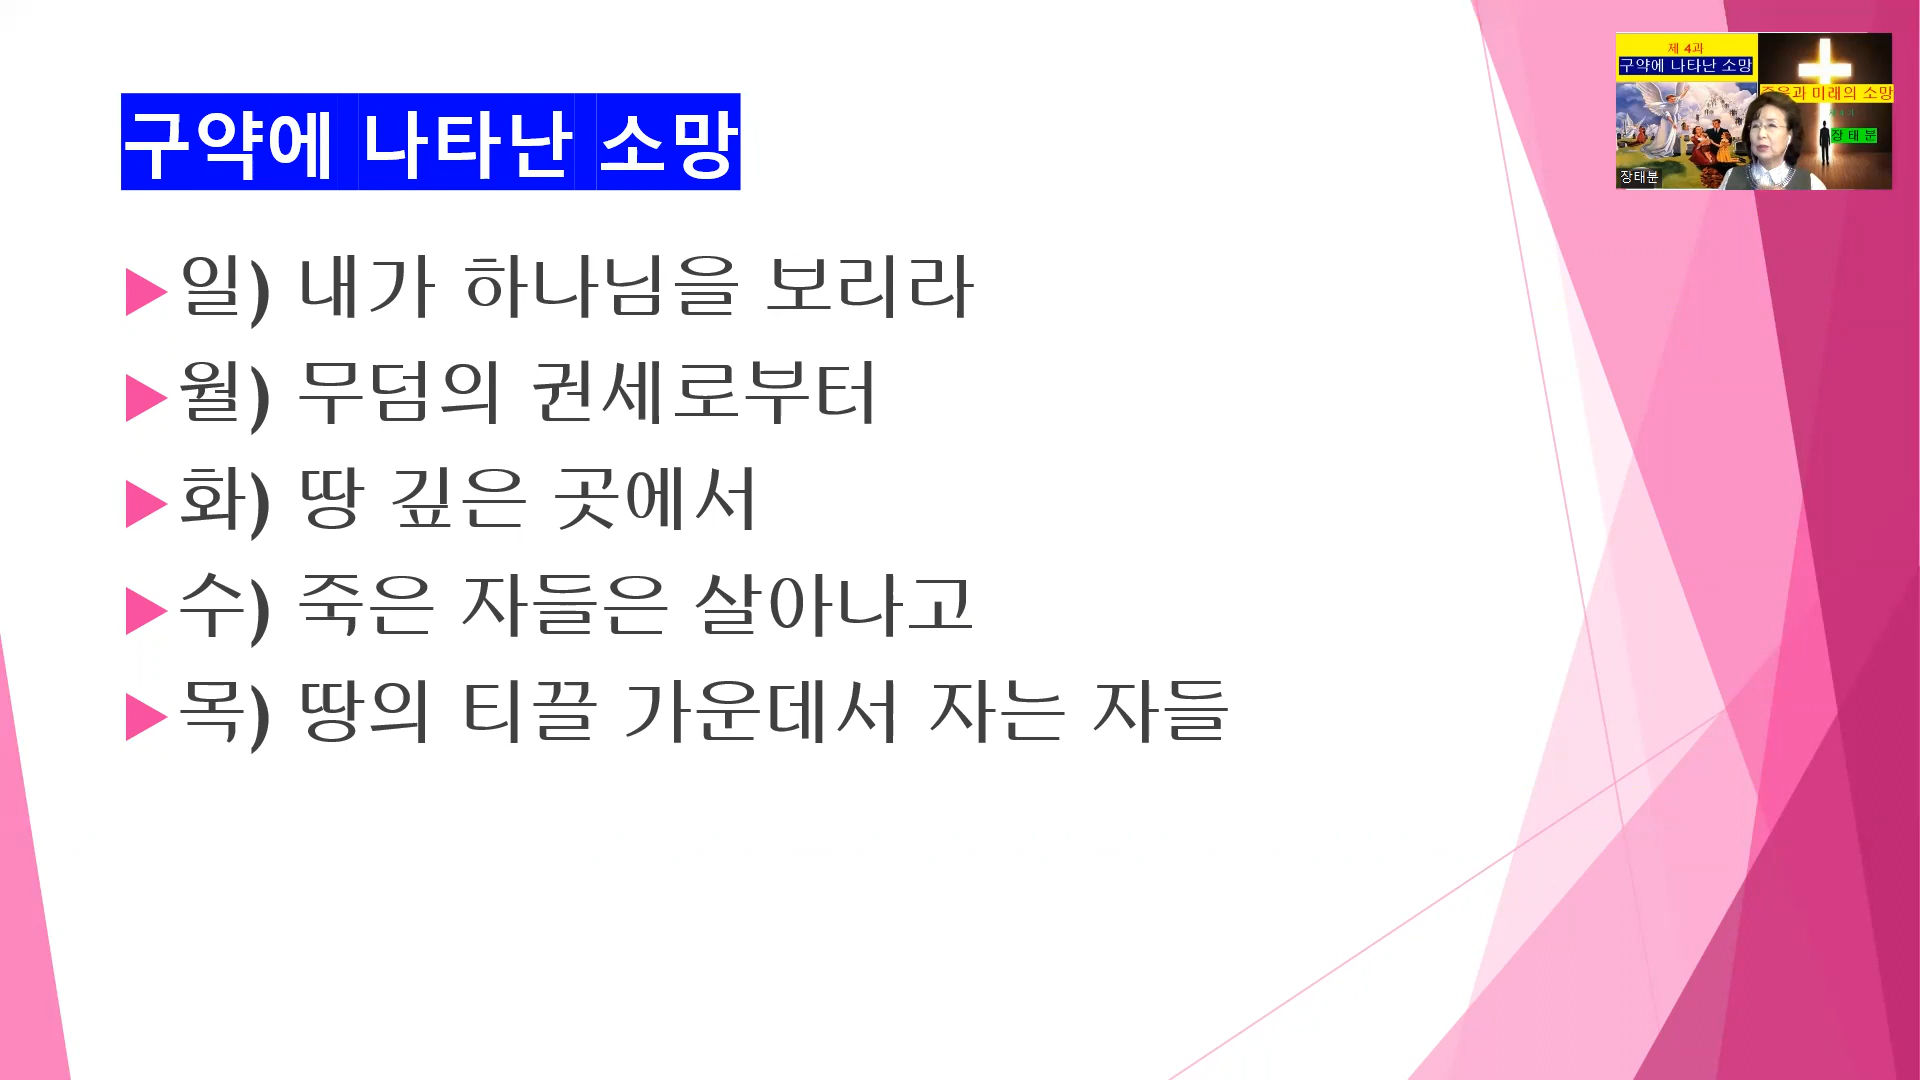 구약에 나타난 소망
일) 내가 하나님을 보리라
월) 무덤의 권세로부터
화) 땅 깊은 곳에서
수) 죽은 자들은 살아나고
목) 땅의 티끌 가운데서 자는 자들
제 4과
구약에 나타난 소망
미래의 소망
장 태 분
장태분